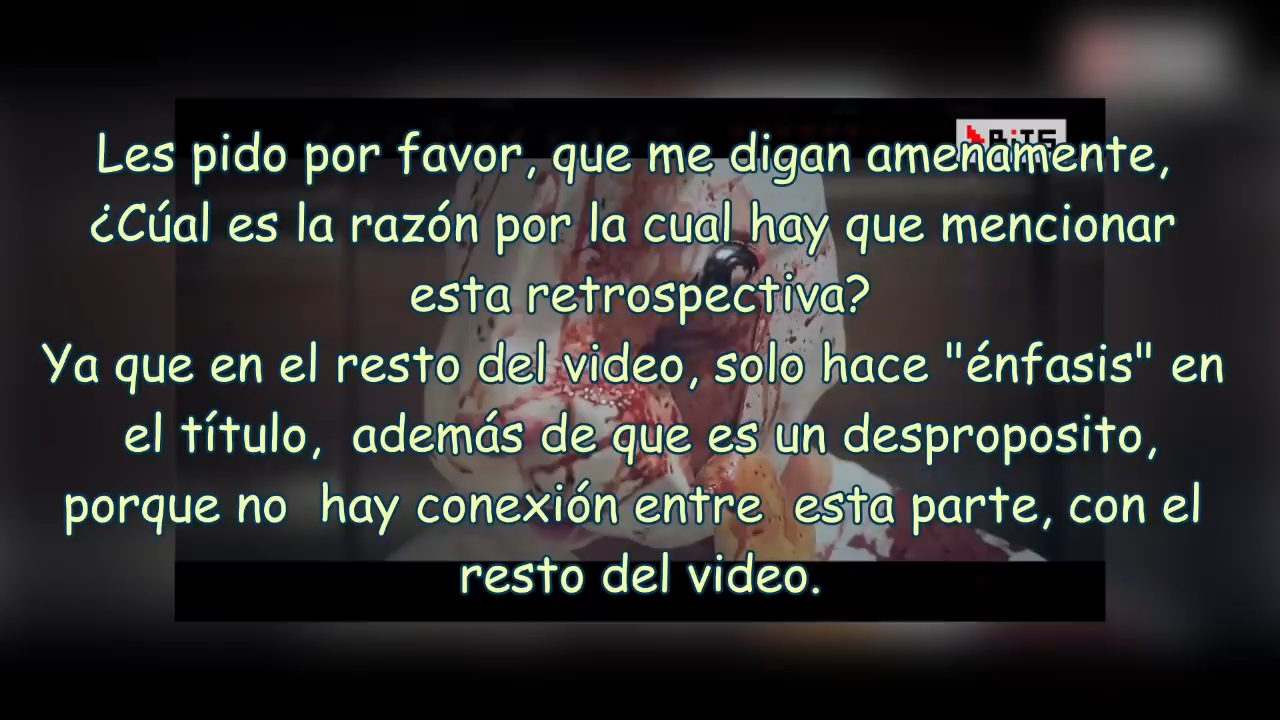 BITS
Les pido por favor, que me digan amenamente,
¿Cúal es la razón por la cual hay que mencionar
esta retrospectiva?
Ya que en el resto del video, solo hace "énfasis" en
el título, además de que es un desproposito,
porque no hay conexión entre esta parte, con el
resto del video.